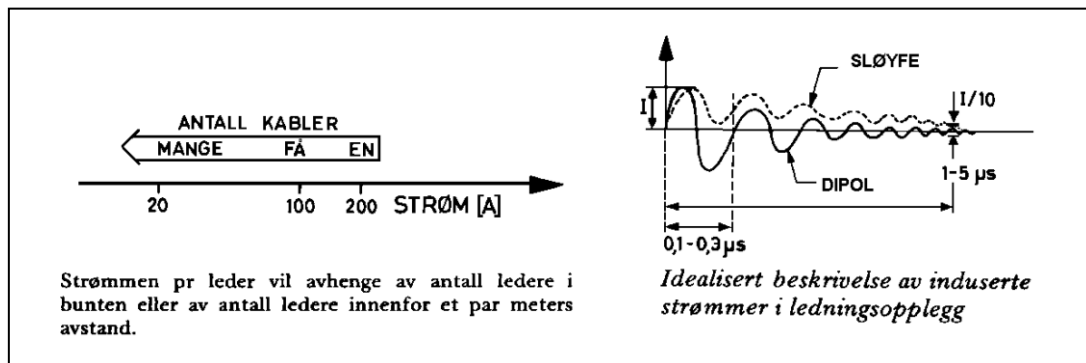 ANTALL KABLER
MANGE FÅ EN
20 100 200 STRØM [A]
Strømmen pr leder vil avhenge av antall ledere i
bunten eller av antall ledere innenfor et par meters
avstand.
SLØYFE
I
I/10
DIPOL
1-5 µs
0,1-0,3µs
Idealisert beskrivelse av induserte
strømmer i ledningsopplegg